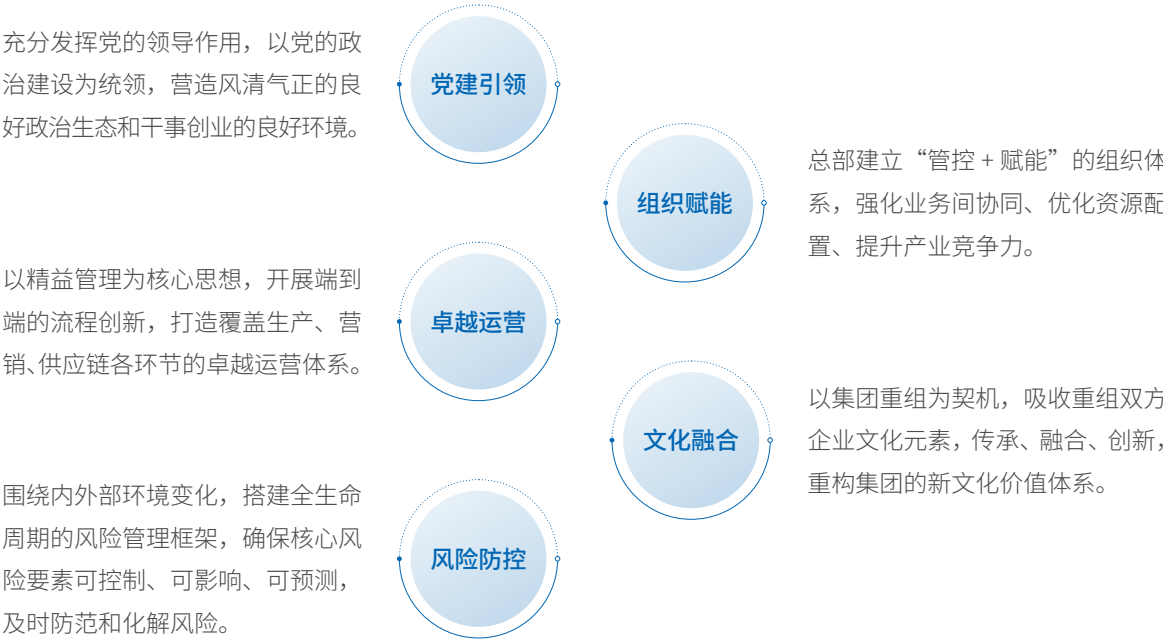 充分发挥党的领导作用，以党的政
治建设为统领，营造风清气正的良
好政治生态和干事创业的良好环境。
党建引领
组织赋能
总部建立“管控 + 赋能”的组织体
系，强化业务间协同、优化资源配
置、提升产业竞争力。
以精益管理为核心思想，开展端到
端的流程创新，打造覆盖生产、营
销、供应链各环节的卓越运营体系。
卓越运营
文化融合
以集团重组为契机，吸收重组双方
企业文化元素，传承、融合、创新，
重构集团的新文化价值体系。
围绕内外部环境变化，搭建全生命
周期的风险管理框架，确保核心风
险要素可控制、可影响、可预测，
及时防范和化解风险。
风险防控